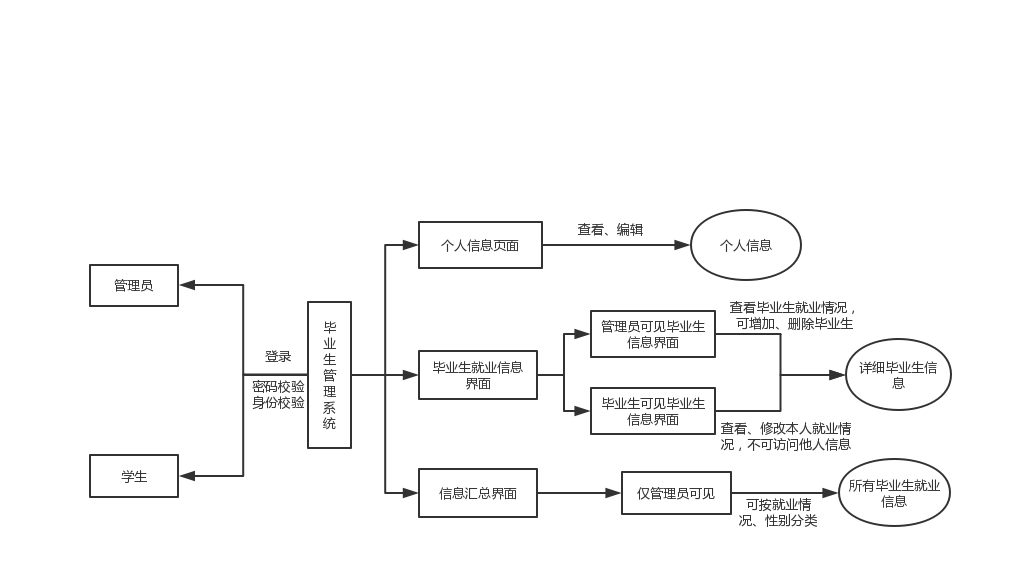 个人信息页面
查看、编辑
个人信息
管理员
登录
密码校验
身份校验
学生
毕业生管理系统
毕业生就业信息
界面
管理员可见毕业生
信息界面
查看毕业生就业情况，
可增加、删除毕业生
毕业生可见毕业生
信息界面
查看、修改本人就业情
况，不可访问他人信息
详细毕业生信
息
信息汇总界面
仅管理员可见
可按就业情
况、性别分类
所有毕业生就业
信息